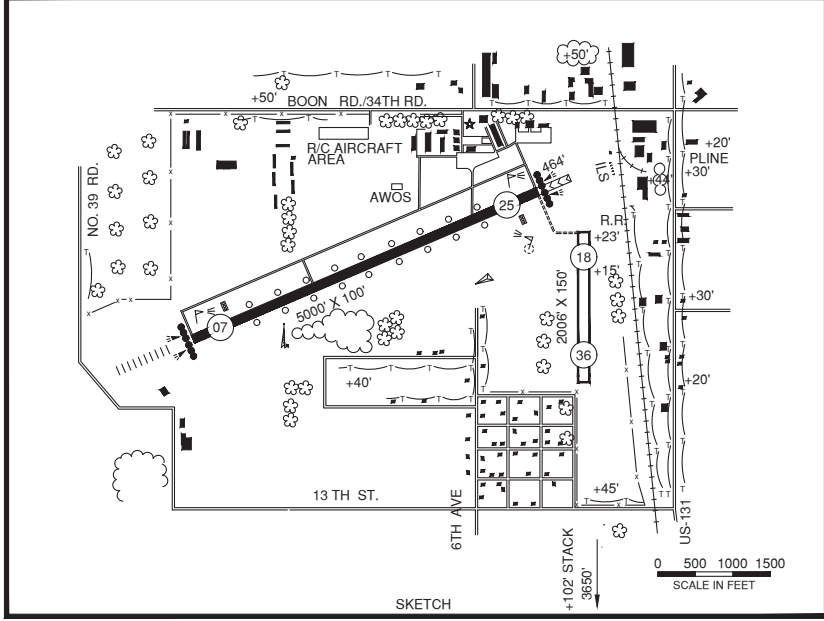 +50'
+50'
BOON RD./34TH RD.
R/C AIRCRAFT
AREA
AWOS
NO. 39 RD.
464'
ILS
+20'
PLINE
+30'
+44'
25
R.R.
+23'
18
+15'
2006' X 150'
+30'
5000' X 100'
07
36
+40'
+20'
13 TH ST.
6TH AVE
+45'
US-131
+102' STACK
3650'
0 500 1000 1500
SCALE IN FEET
SKETCH